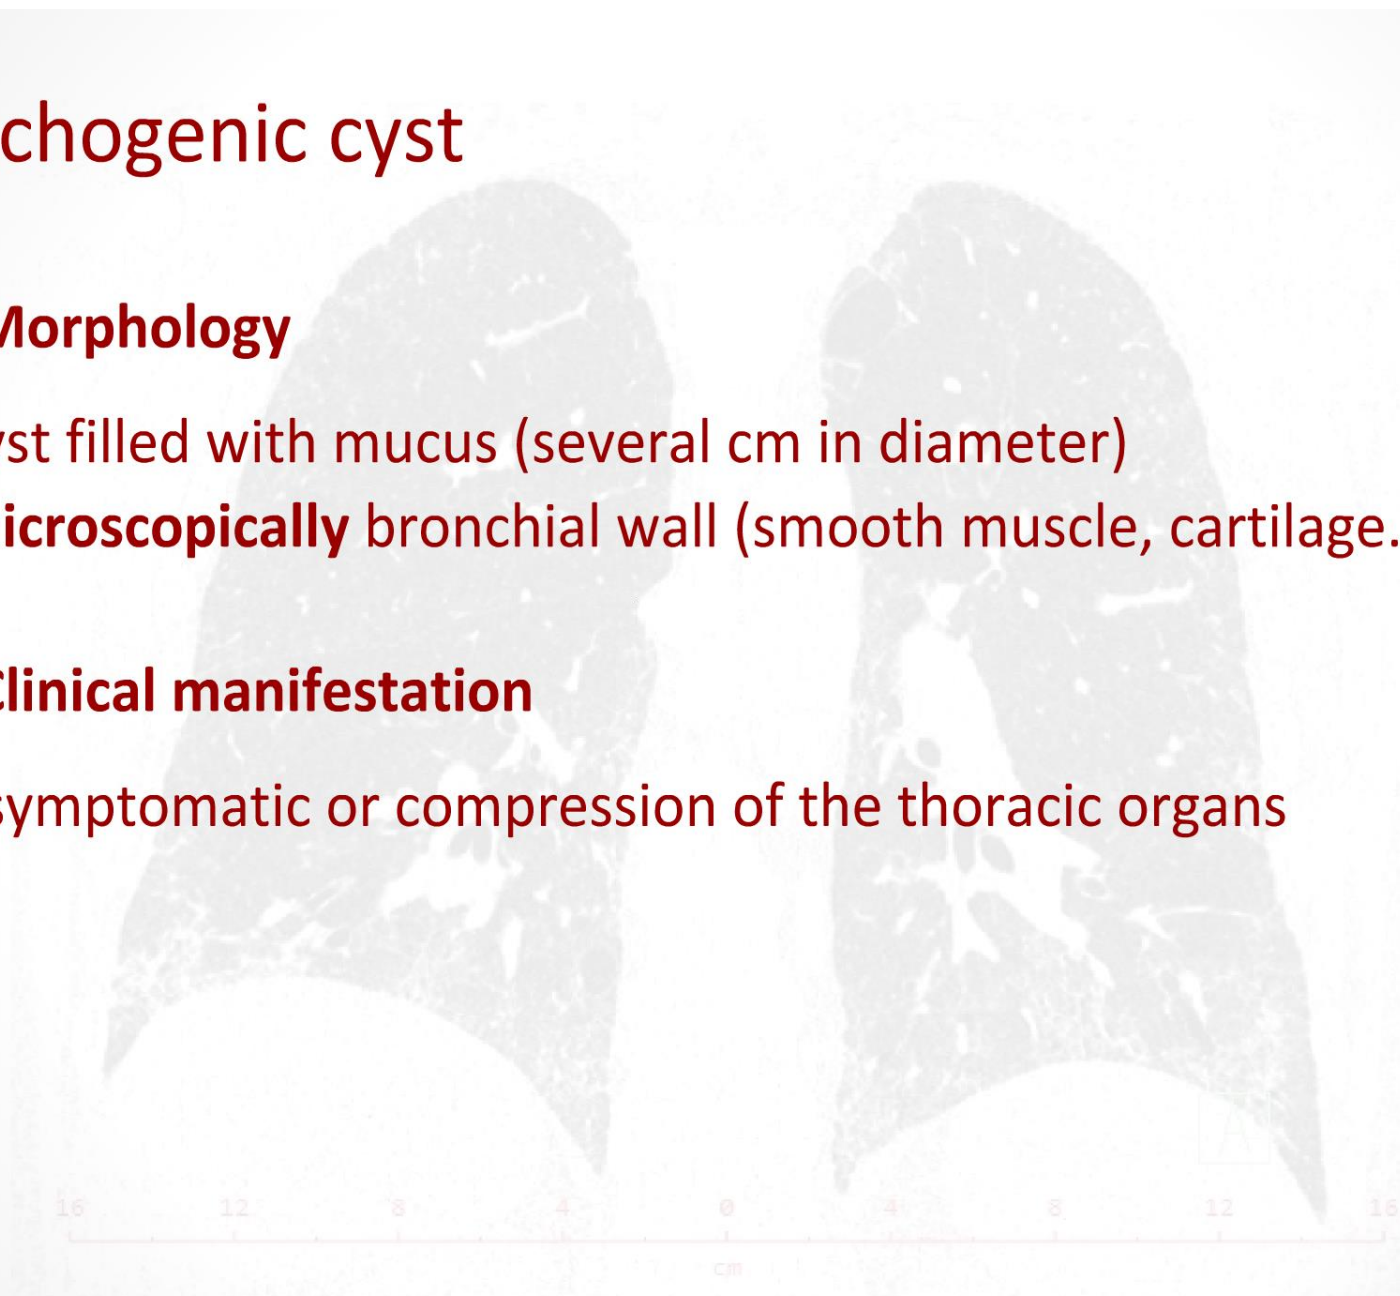 chogenic cyst
Morphology
yst filled with mucus (several cm in diameter)
icroscopically bronchial wall (smooth muscle, cartilage.
Clinical manifestation
symptomatic or compression of the thoracic organs
A
16 12 8 4 0 4 8 12 16
cm